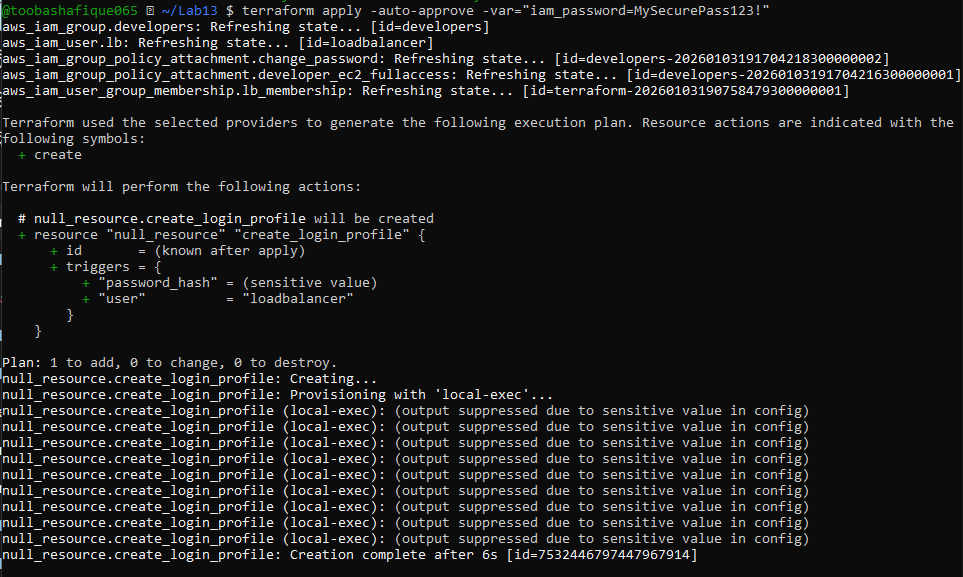 @toobashafique065 ~/Lab13 $ terraform apply -auto-approve -var="iam_password=MySecurePass123!"
aws_iam_group.developers: Refreshing state... [id=developers]
aws_iam_user.lb: Refreshing state... [id=loadbalancer]
aws_iam_group_policy_attachment.change_password: Refreshing state... [id=developers-20260103191704218300000002]
aws_iam_group_policy_attachment.developer_ec2_fullaccess: Refreshing state... [id=developers-20260103191704216300000001]
aws_iam_user_group_membership.lb_membership: Refreshing state... [id=terraform-20260103190758479300000001]
Terraform used the selected providers to generate the following execution plan. Resource actions are indicated with the
following symbols:
+ create
Terraform will perform the following actions:
# null_resource.create_login_profile will be created
+ resource "null_resource" "create_login_profile" {
+ id = (known after apply)
+ triggers = {
+ "password_hash" = (sensitive value)
+ "user" = "loadbalancer"
}
}
Plan: 1 to add, 0 to change, 0 to destroy.
null_resource.create_login_profile: Creating...
null_resource.create_login_profile: Provisioning with 'local-exec'...
null_resource.create_login_profile (local-exec): (output suppressed due to sensitive value in config)
null_resource.create_login_profile (local-exec): (output suppressed due to sensitive value in config)
null_resource.create_login_profile (local-exec): (output suppressed due to sensitive value in config)
null_resource.create_login_profile (local-exec): (output suppressed due to sensitive value in config)
null_resource.create_login_profile (local-exec): (output suppressed due to sensitive value in config)
null_resource.create_login_profile (local-exec): (output suppressed due to sensitive value in config)
null_resource.create_login_profile (local-exec): (output suppressed due to sensitive value in config)
null_resource.create_login_profile (local-exec): (output suppressed due to sensitive value in config)
null_resource.create_login_profile (local-exec): (output suppressed due to sensitive value in config)
null_resource.create_login_profile: Creation complete after 6s [id=7532446797447967914]